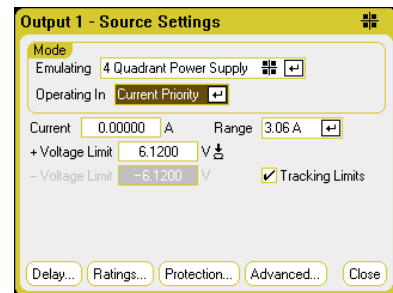 Output 1 - Source Settings
Mode
Emulating 4 Quadrant Power Supply
Operating In Current Priority
Current 0.00000 A Range 3.06 A
+ Voltage Limit 6.1200 V
- Voltage Limit -6.1200 V Tracking Limits
Delay... Ratings... Protection... Advanced... Close